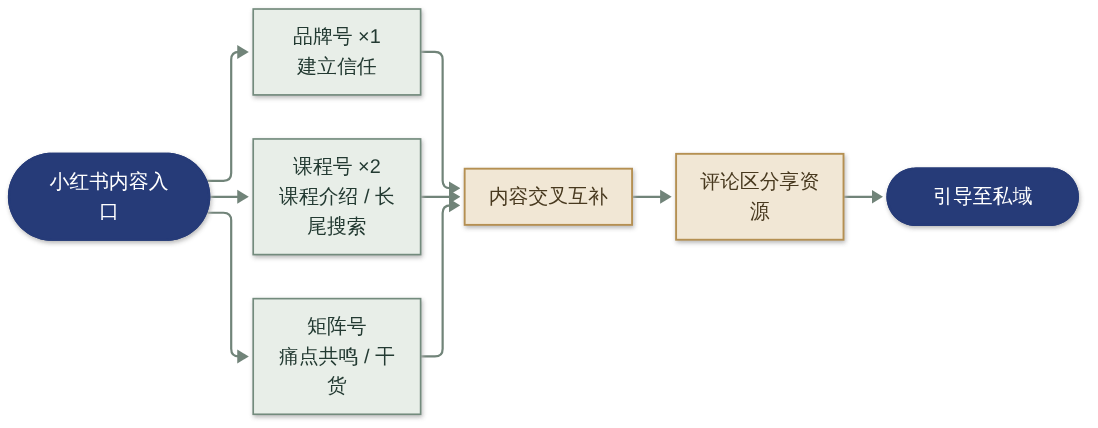 小红书内容入
口
品牌号 ×1
建立信任
课程号 ×2
课程介绍 / 长
尾搜索
矩阵号
痛点共鸣 / 干
货
内容交叉互补
评论区分享资
源
引导至私域